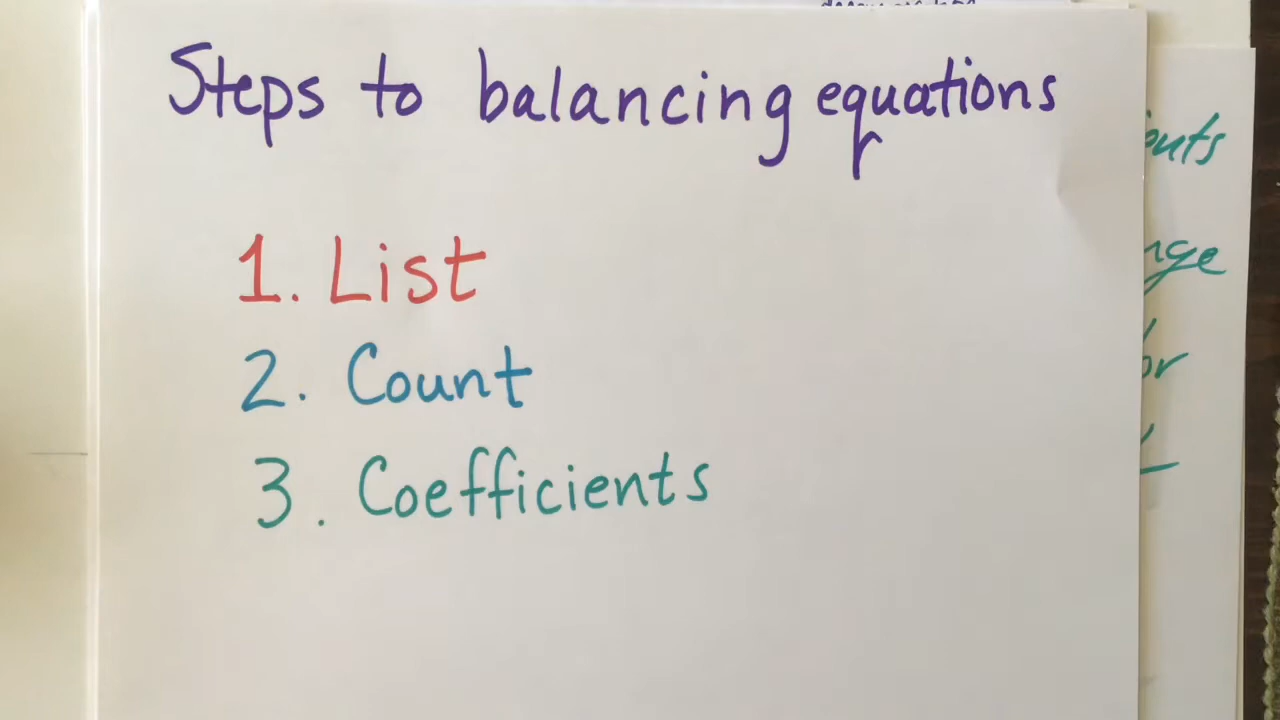 Steps to balancing equations
1. List
2. Count
3. Coefficients